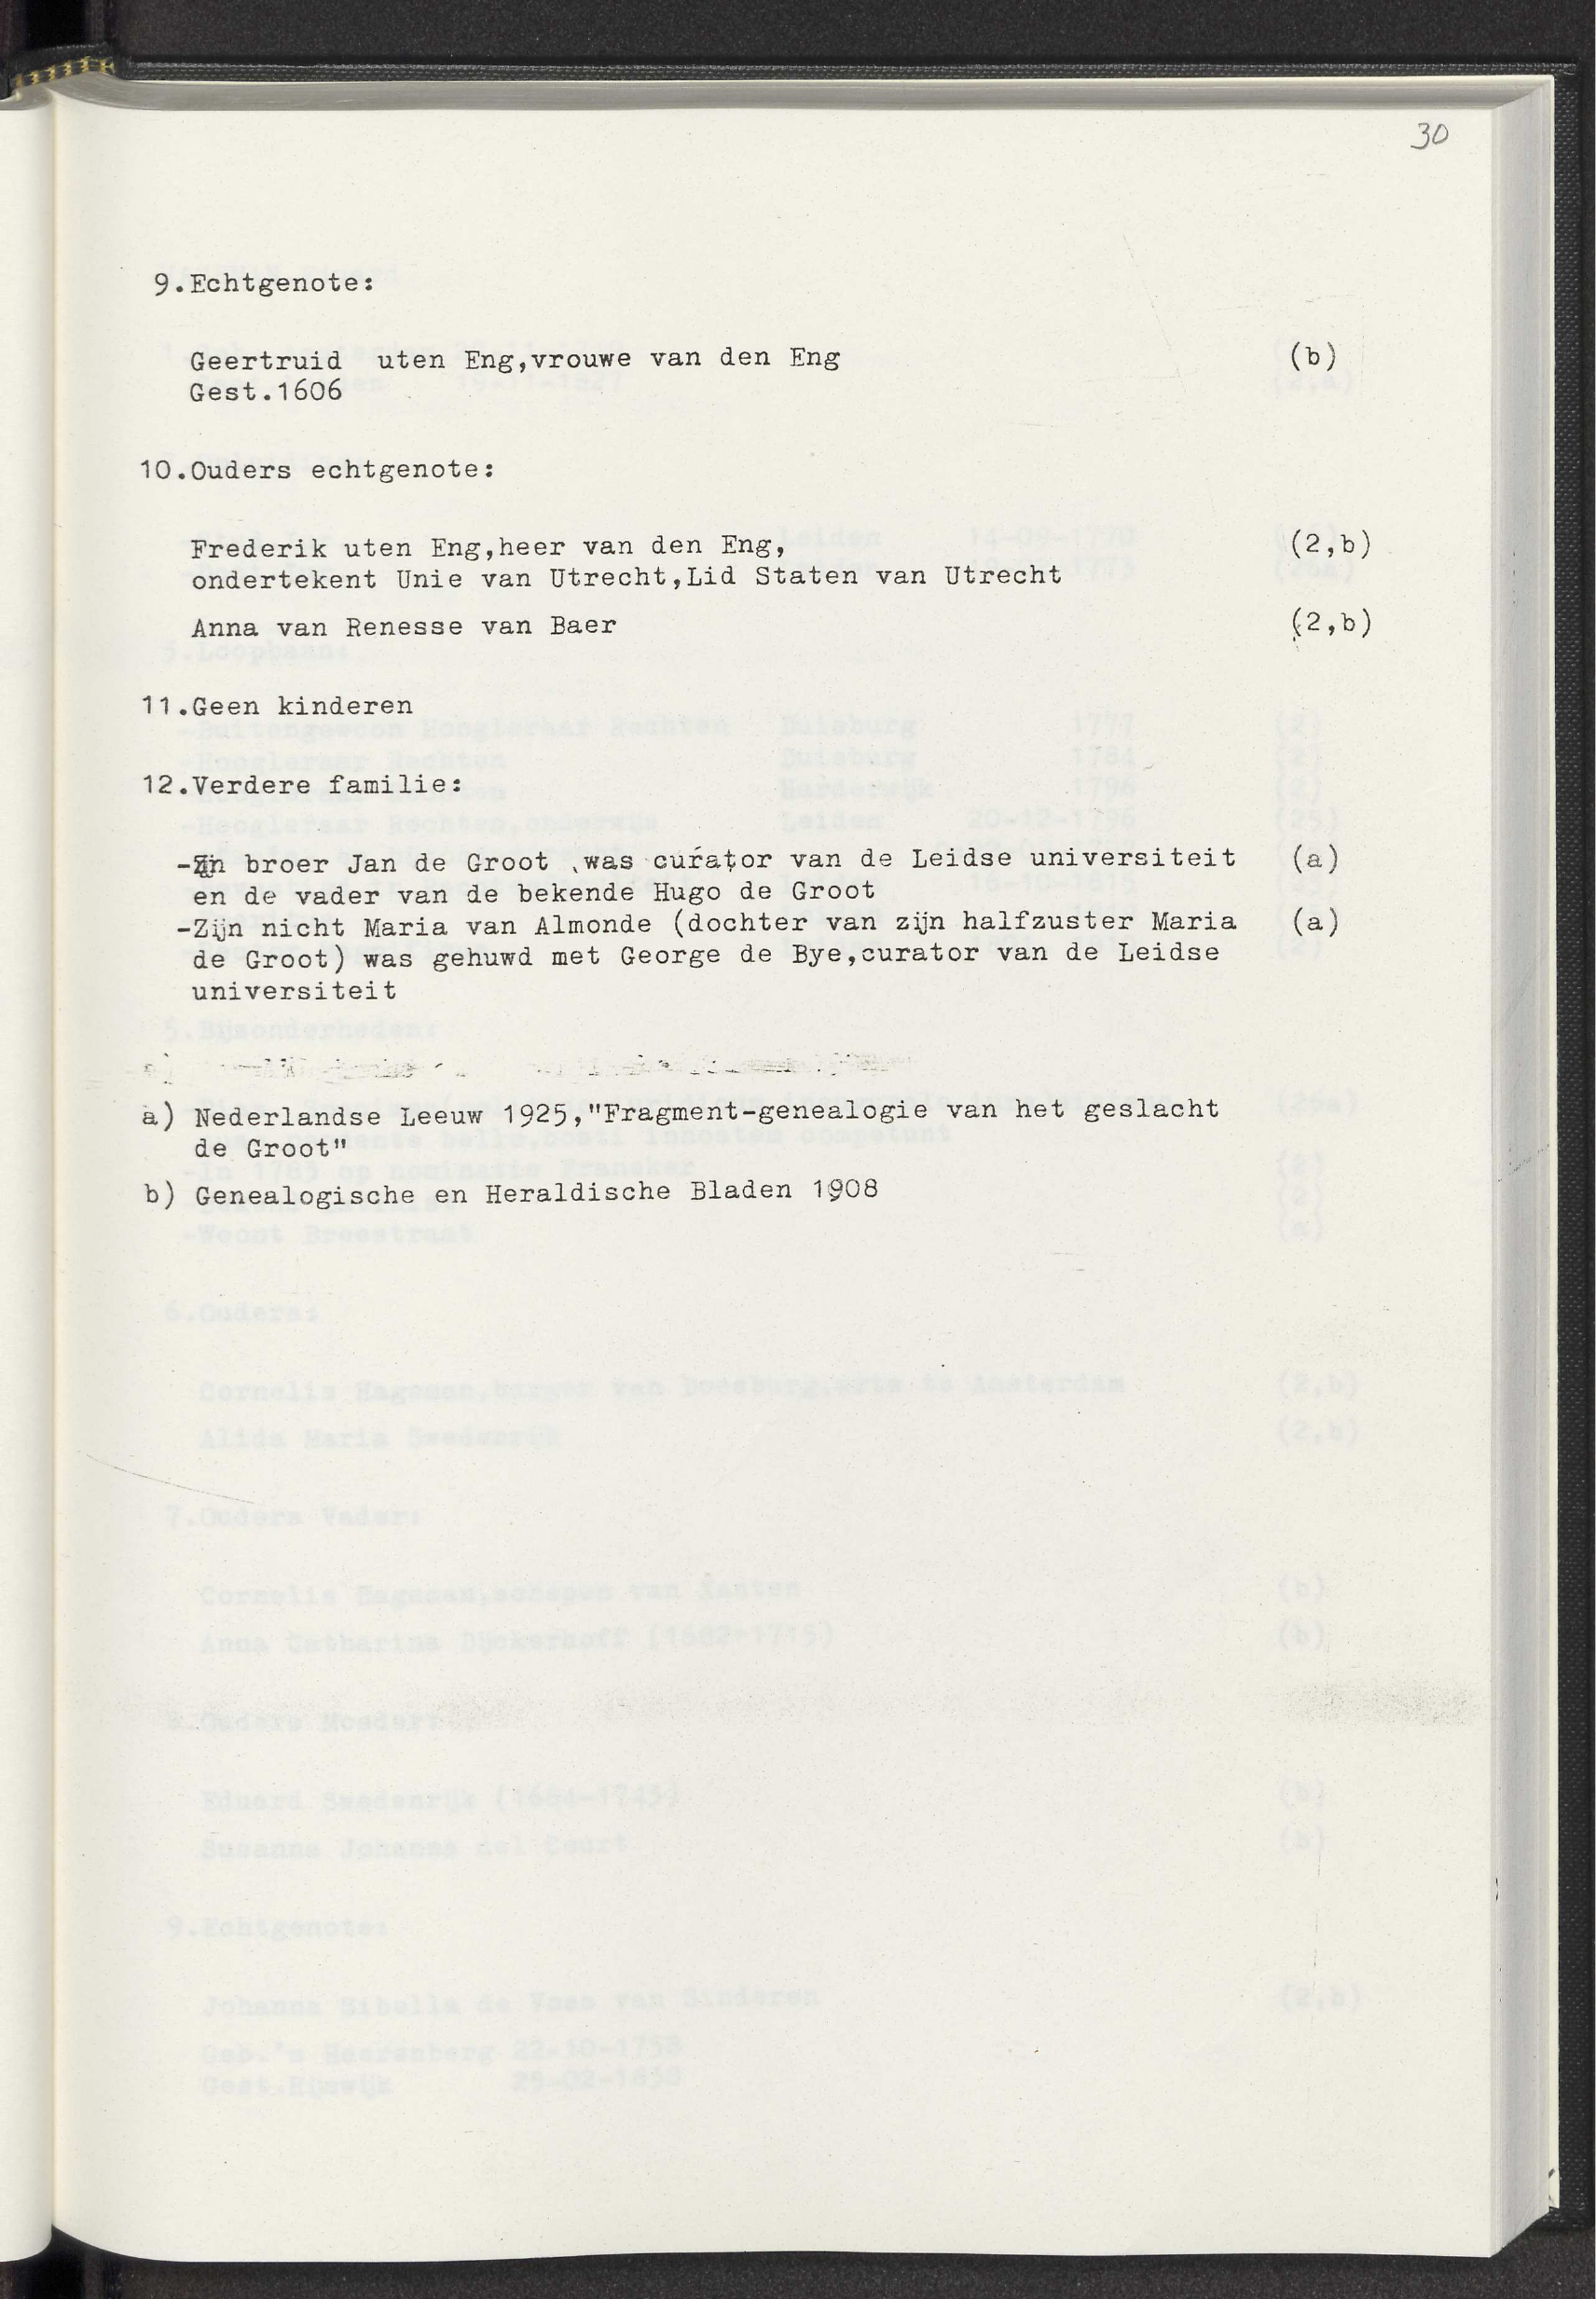 30
9.Echtgenote:
Geertruid uten Eng,vrouwe van den Eng (b)
Gest.1606
10.Ouders echtgenote:
Frederik uten Eng,heer van den Eng, (2,b)
ondertekent Unie van Utrecht,Lid Staten van Utrecht
Anna van Renesse van Baer (2,b)
11.Geen kinderen
12.Verdere familie:
-Zijn broer Jan de Groot was curator van de Leidse universiteit (a)
en de vader van de bekende Hugo de Groot
-Zijn nicht Maria van Almonde (dochter van zijn halfzuster Maria (a)
de Groot) was gehuwd met George de Bye,curator van de Leidse
universiteit
a) Nederlandse Leeuw 1925,"Fragment-genealogie van het geslacht
de Groot"
b) Genealogische en Heraldische Bladen 1908